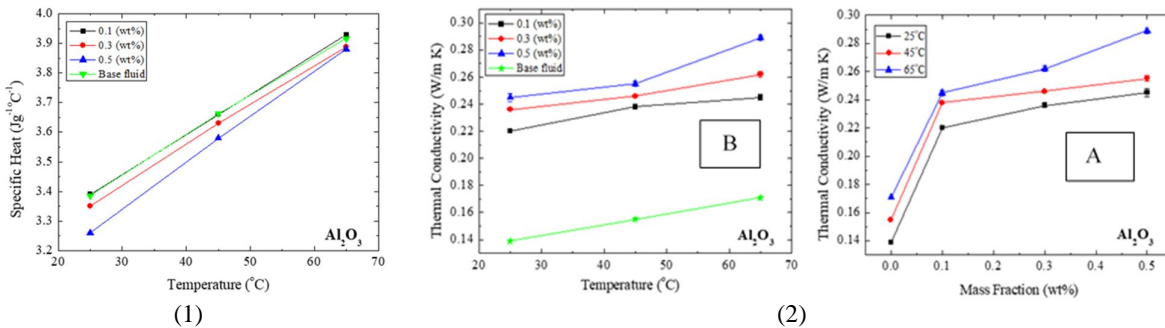 4.0
3.9
3.8
3.7
3.6
3.5
3.4
3.3
3.2
Specific Heat (Jg⁻¹°C⁻¹)
0.1 (wt%)
0.3 (wt%)
0.5 (wt%)
Base fluid
Al₂O₃
20 30 40 50 60 70
Temperature (°C)
(1)
0.30
0.28
0.26
0.24
0.22
0.20
0.18
0.16
0.14
Thermal Conductivity (W/m K)
0.1 (wt%)
0.3 (wt%)
0.5 (wt%)
Base fluid
B
Al₂O₃
20 25 30 35 40 45 50 55 60 65 70
Temperature (°C)
0.30
0.28
0.26
0.24
0.22
0.20
0.18
0.16
0.14
Thermal Conductivity (W/m K)
25°C
45°C
65°C
A
Al₂O₃
0.0 0.1 0.2 0.3 0.4 0.5
Mass Fraction (wt%)
(2)